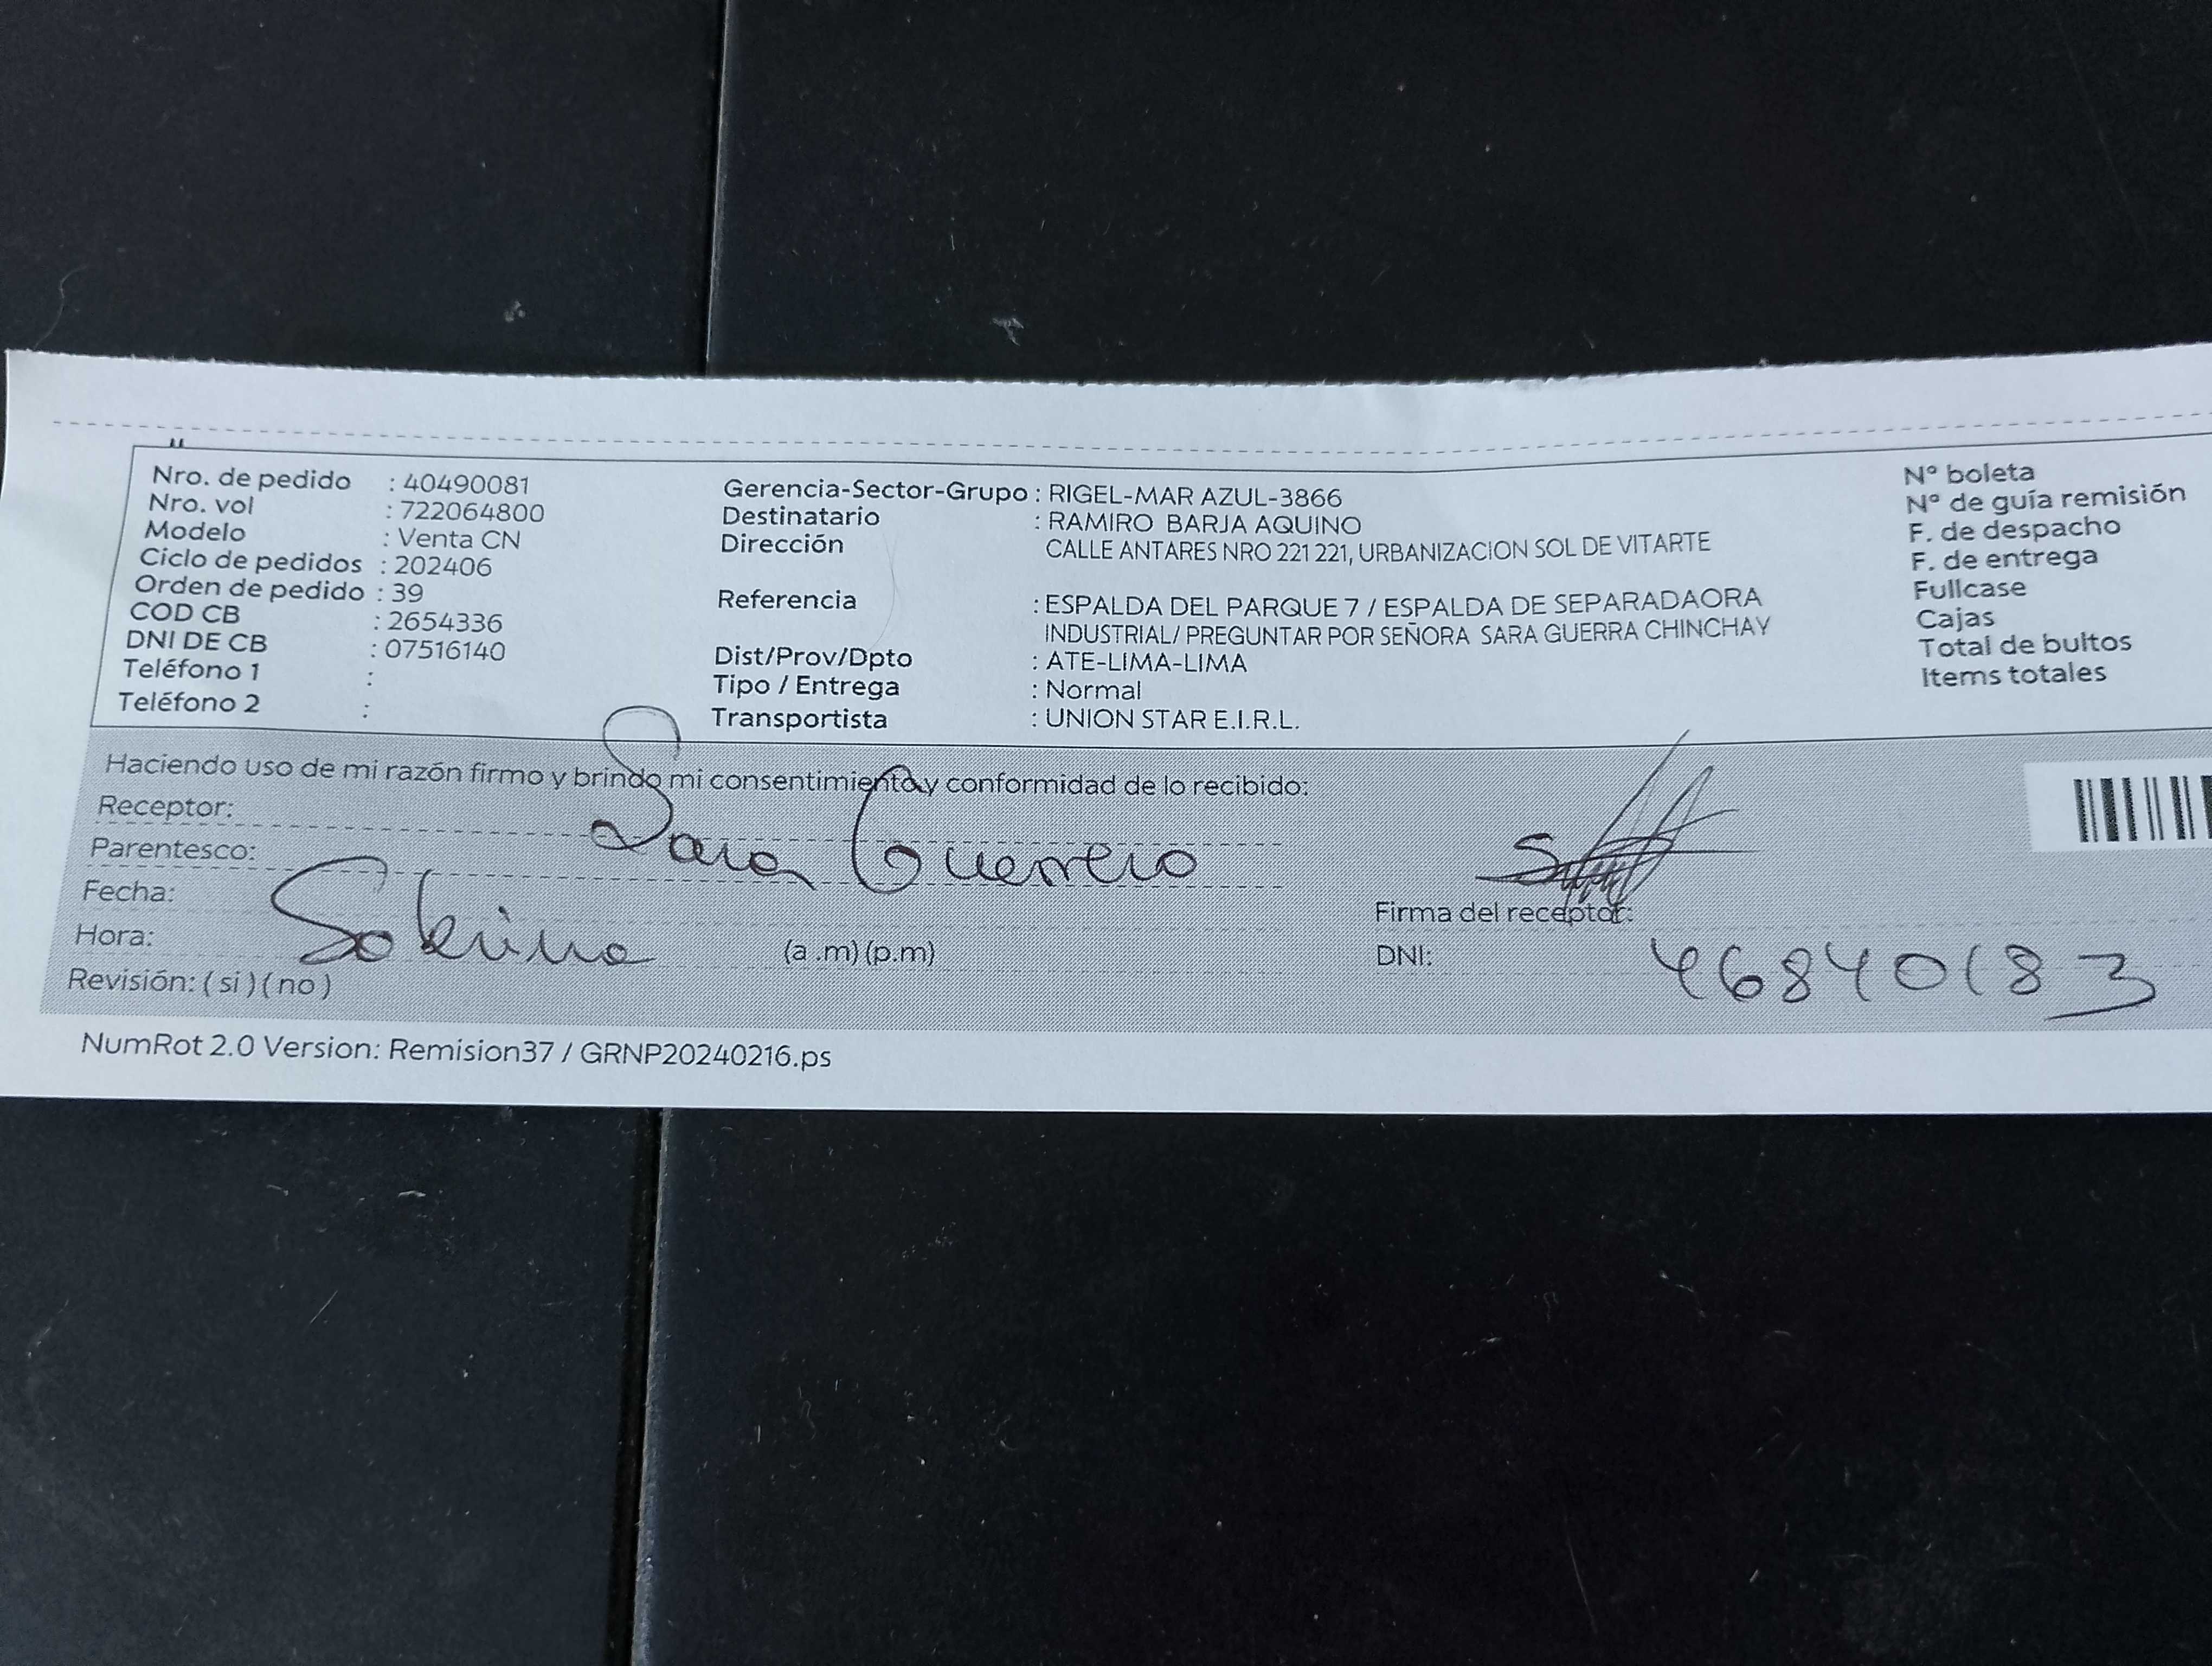 Nro. de pedido : 40490081
Nro. vol : 722064800
Modelo : Venta CN
Ciclo de pedidos : 202406
Orden de pedido : 39
COD CB : 2654336
DNI DE CB : 07516140
Teléfono 1 :
Teléfono 2 :
Gerencia-Sector-Grupo : RIGEL-MAR AZUL-3866
Destinatario : RAMIRO BARJA AQUINO
Dirección CALLE ANTARES NRO 221 221, URBANIZACION SOL DE VITARTE
Referencia : ESPALDA DEL PARQUE 7 / ESPALDA DE SEPARADAORA
INDUSTRIAL/ PREGUNTAR POR SEÑORA SARA GUERRA CHINCHAY
Dist/Prov/Dpto : ATE-LIMA-LIMA
Tipo / Entrega : Normal
Transportista : UNION STAR E.I.R.L.
N° boleta
N° de guía remisión
F. de despacho
F. de entrega
Fullcase
Cajas
Total de bultos
Items totales
Haciendo uso de mi razón firmo y brindo mi consentimiento y conformidad de lo recibido:
Receptor: Sara Guerrero
Parentesco: Sobrina
Fecha:
Hora: (a .m) (p.m)
Revisión: ( si ) ( no )
Firma del receptor:
DNI: 46840183
NumRot 2.0 Version: Remision37 / GRNP20240216.ps